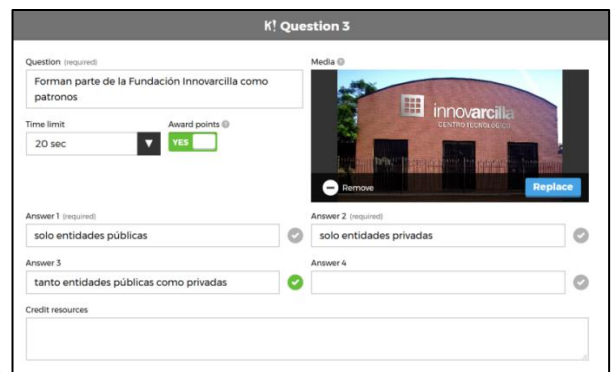 K! Question 3
Question (required)
Forman parte de la Fundación Innovarcilla como
patronos
Media
innovarcilla
CENTRO TECNOLÓGICO
Time limit
Award points
20 sec
YES
Remove
Replace
Answer 1 (required)
solo entidades públicas
Answer 2 (required)
solo entidades privadas
Answer 3
tanto entidades públicas como privadas
Answer 4
Credit resources